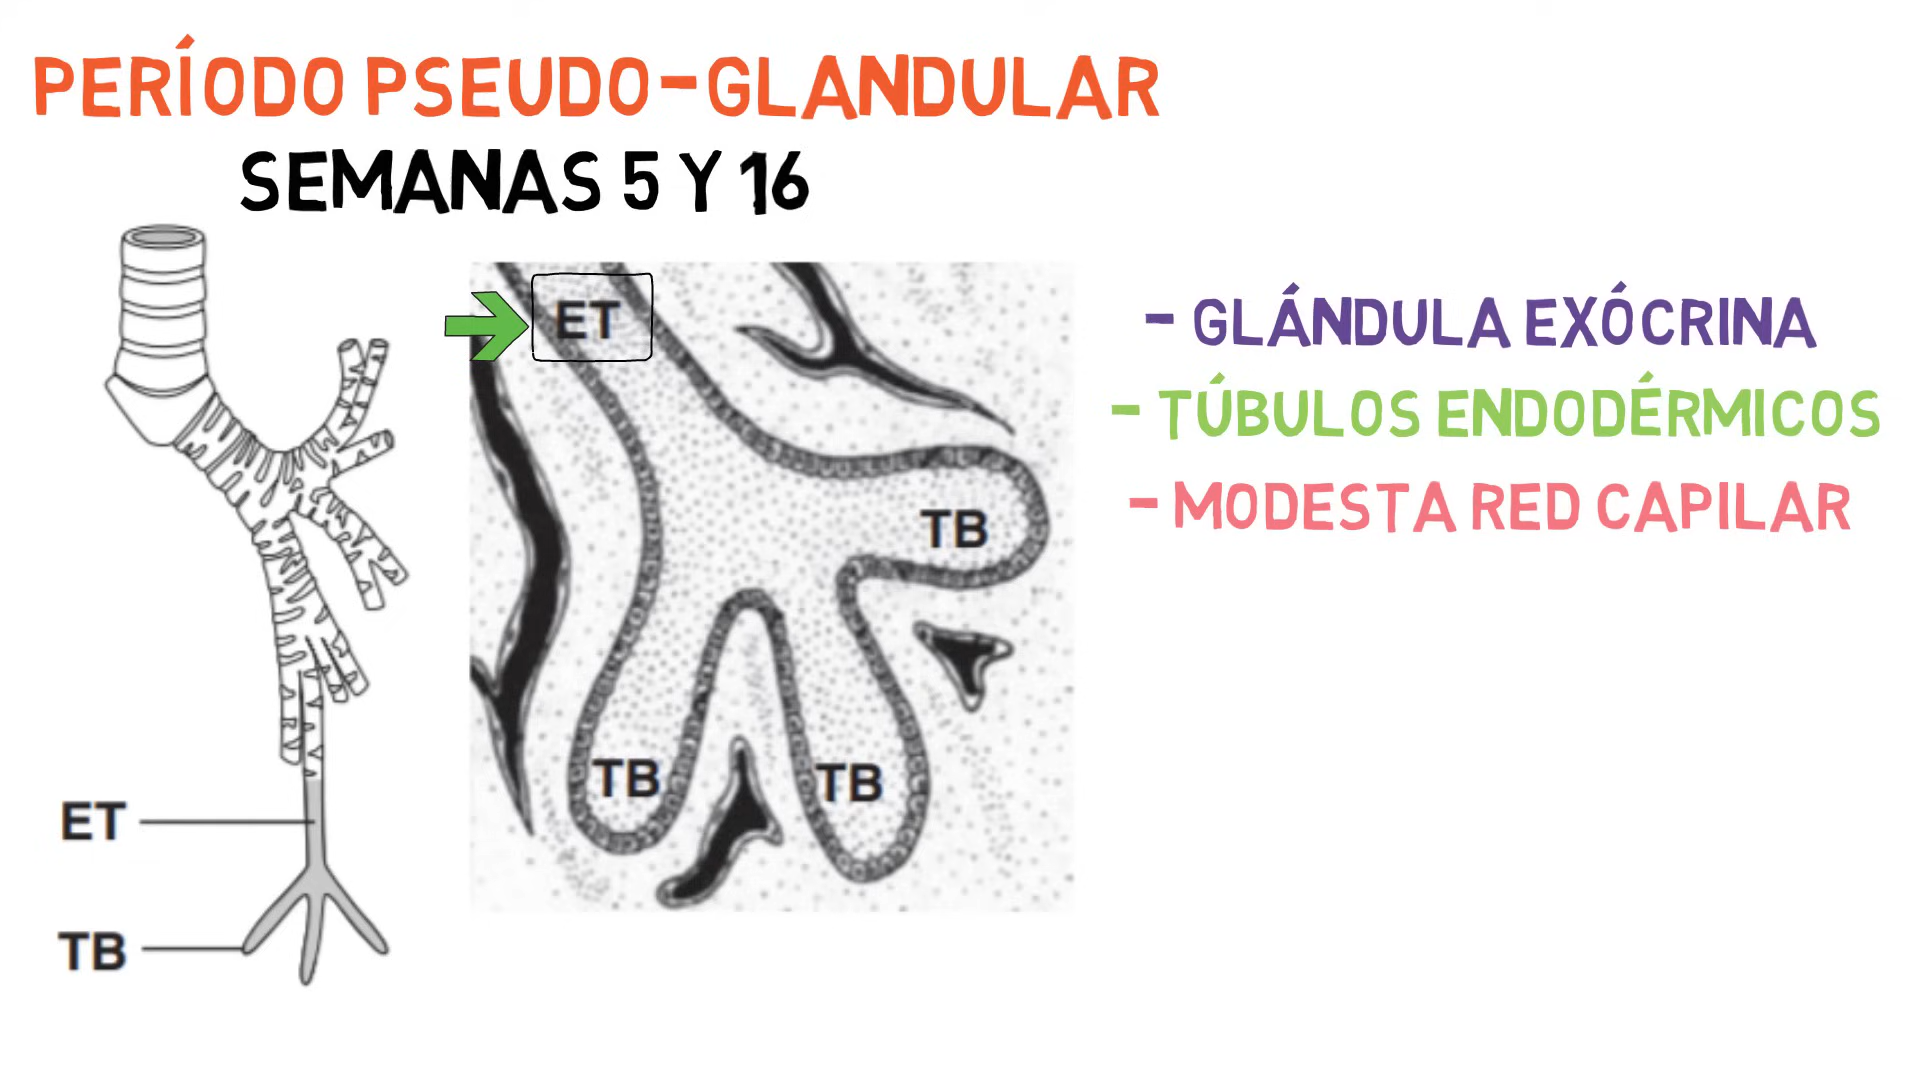 PERÍODO PSEUDO-GLANDULAR
SEMANAS 5 Y 16
ET
TB
ET
TB
TB
TB
- GLÁNDULA EXÓCRINA
- TÚBULOS ENDODÉRMICOS
- MODESTA RED CAPILAR